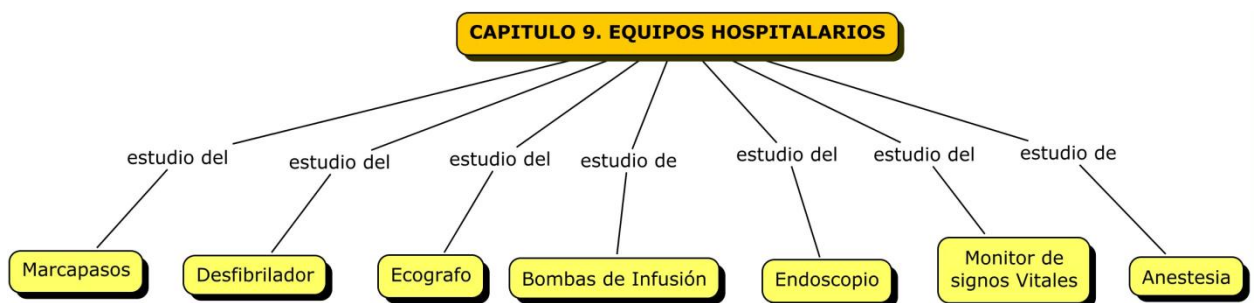 CAPITULO 9. EQUIPOS HOSPITALARIOS
estudio del
estudio del
estudio del
estudio de
estudio del
estudio del
estudio de
Marcapasos
Desfibrilador
Ecografo
Bombas de Infusión
Endoscopio
Monitor de
signos Vitales
Anestesia